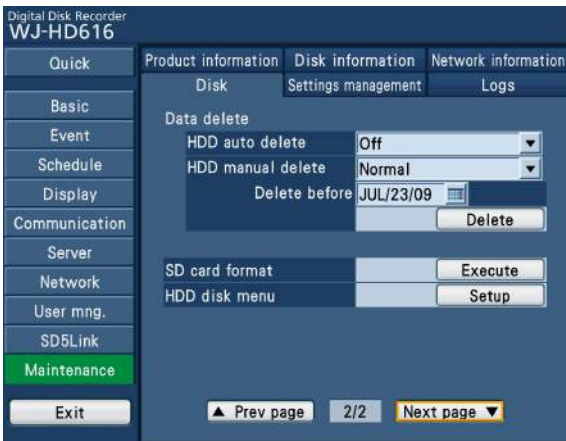 Digital Disk Recorder
WJ-HD616
Quick
Basic
Event
Schedule
Display
Communication
Server
Network
User mng.
SD5Link
Maintenance
Exit
Product information Disk information Network information
Disk Settings management Logs
Data delete
HDD auto delete Off
HDD manual delete Normal
Delete before JUL/23/09
Delete
SD card format Execute
HDD disk menu Setup
▲ Prev page 2/2 Next page ▼